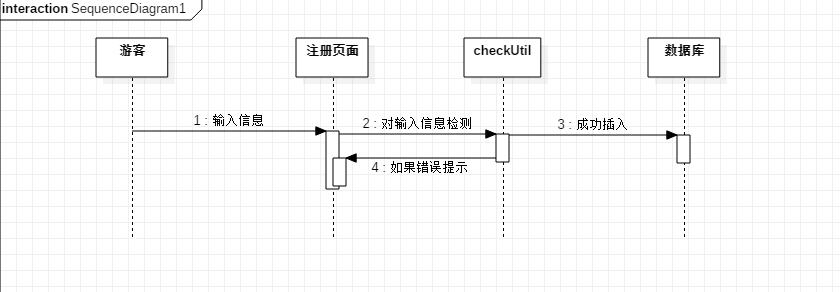 interaction SequenceDiagram1
游客
注册页面
checkUtil
数据库
1 : 输入信息
2 : 对输入信息检测
3 : 成功插入
4 : 如果错误提示